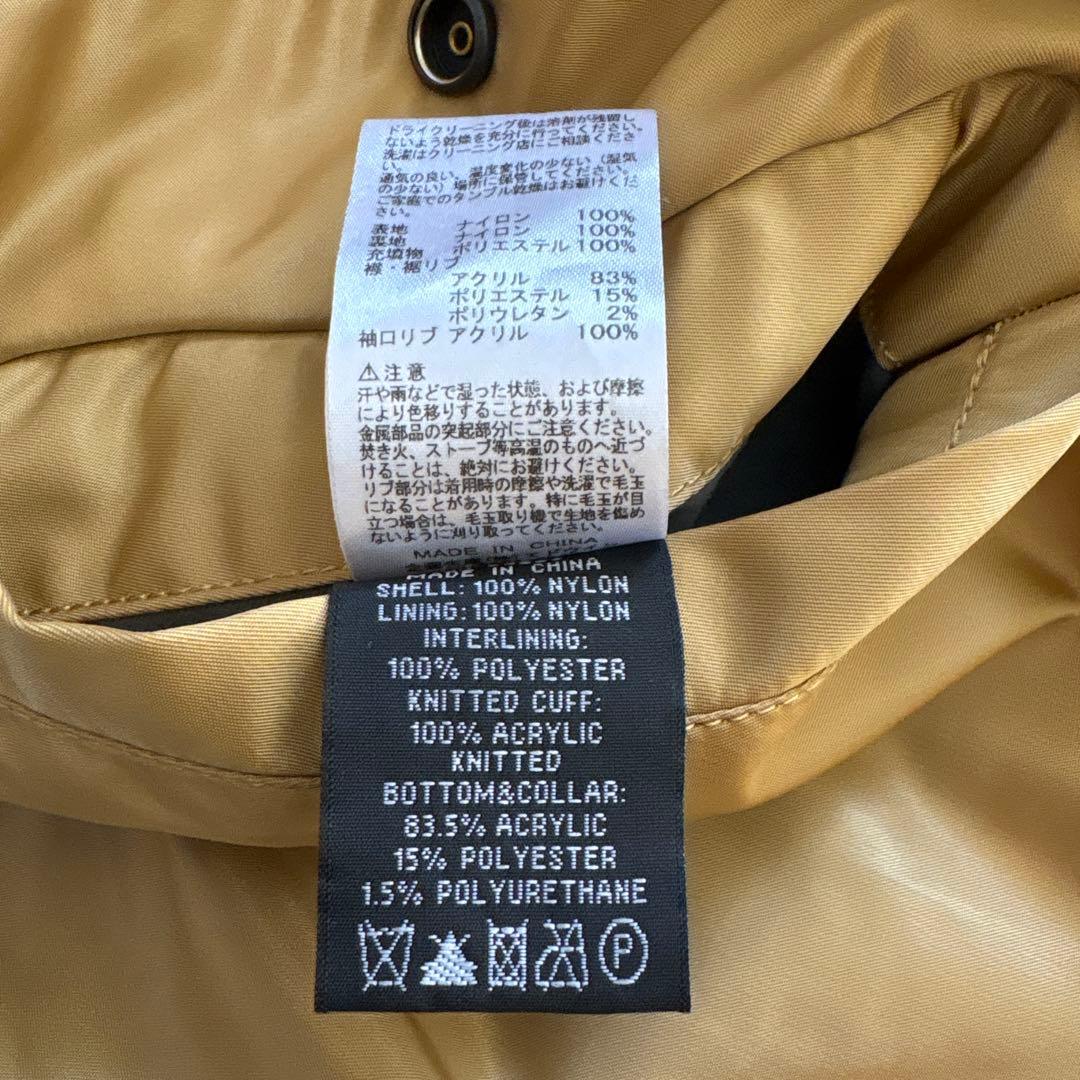 ドライクリーニング後は溶剤が残留し
ないよう乾燥を充分に行ってください。
洗濯はクリーニング店にご相談くださ
い。
通気の良い、温度変化の少ない（湿気
の少ない）場所に保管してください。
ご家庭でのタンブル乾燥はお避けくだ
さい。
表地 ナイロン 100%
裏地 ナイロン 100%
充填物 ポリエステル 100%
襟・裾リブ
アクリル 83%
ポリエステル 15%
ポリウレタン 2%
袖口リブ アクリル 100%
⚠注意
汗や雨などで湿った状態、および摩擦
により色移りすることがあります。
金属部品の突起部分にご注意ください。
焚き火、ストーブ等高温のものへ近づ
けることは、絶対にお避けください。
リブ部分は着用時の摩擦や洗濯で毛玉
になることがあります。特に毛玉が目
立つ場合は、毛玉取り機で生地を傷め
ないように刈り取ってください。
MADE IN CHINA
MADE IN CHINA
SHELL: 100% NYLON
LINING: 100% NYLON
INTERLINING:
100% POLYESTER
KNITTED CUFF:
100% ACRYLIC
KNITTED
BOTTOM&COLLAR:
83.5% ACRYLIC
15% POLYESTER
1.5% POLYURETHANE
P